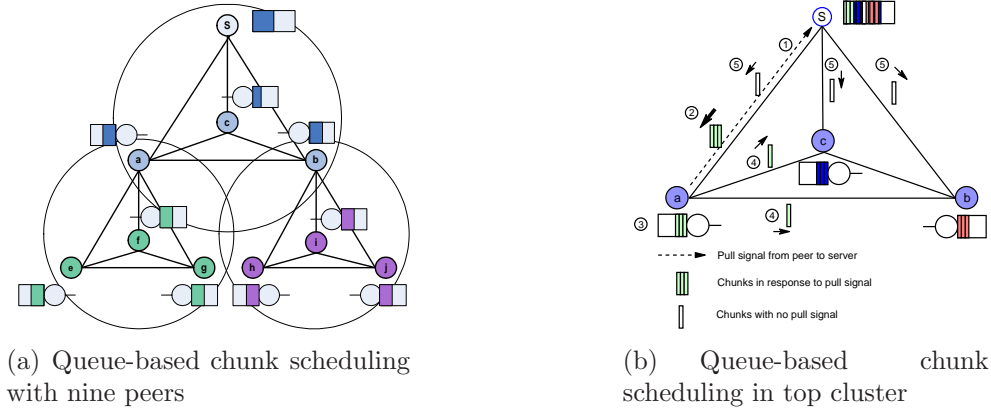 S
c
a
b
f
i
e
g
h
j
(a) Queue-based chunk scheduling
with nine peers
S
1
5
5
5
2
c
4
a
b
3
4
Pull signal from peer to server
Chunks in response to pull signal
Chunks with no pull signal
(b) Queue-based chunk
scheduling in top cluster